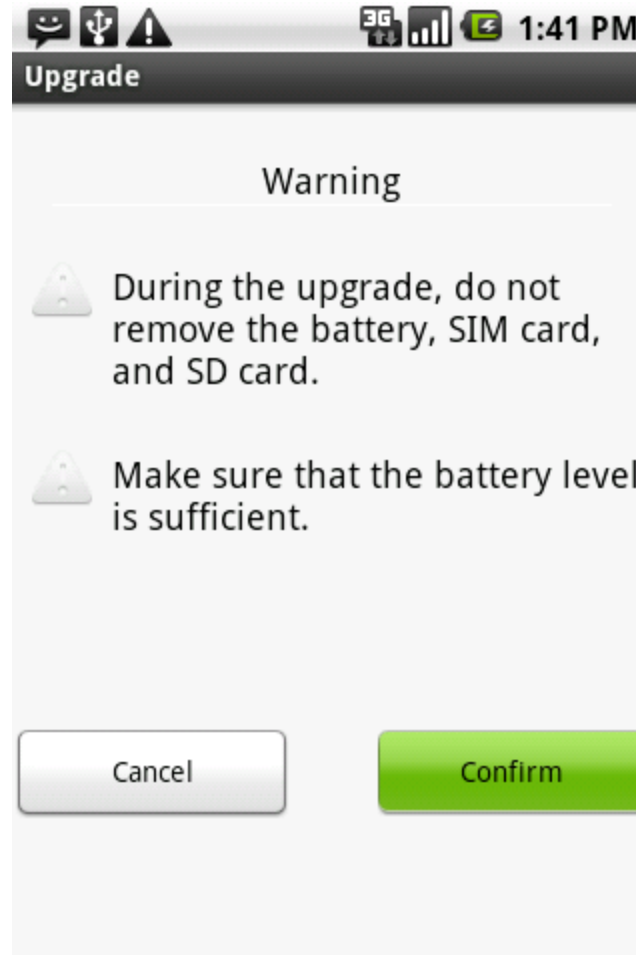 3G 1:41 PM
Upgrade
Warning
During the upgrade, do not
remove the battery, SIM card,
and SD card.
Make sure that the battery level
is sufficient.
Cancel Confirm